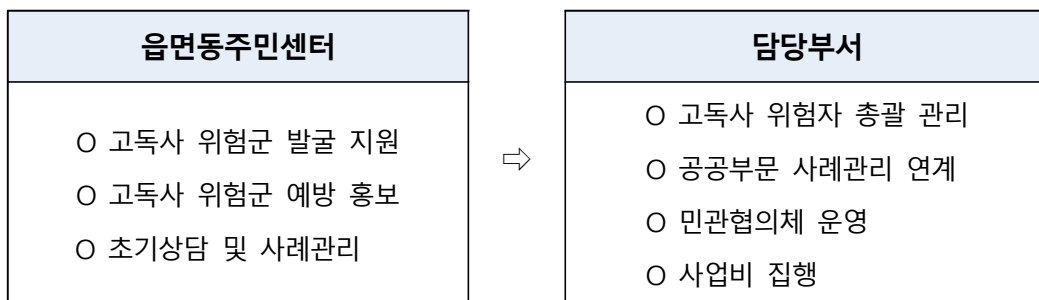 읍면동주민센터
O 고독사 위험군 발굴 지원
O 고독사 위험군 예방 홍보
O 초기상담 및 사례관리
⇨
담당부서
O 고독사 위험자 총괄 관리
O 공공부문 사례관리 연계
O 민관협의체 운영
O 사업비 집행